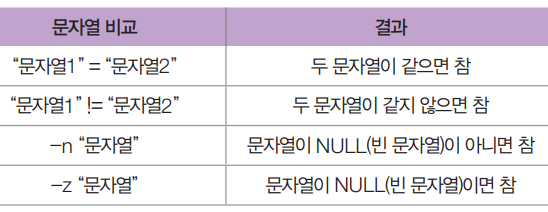 문자열 비교 결과
“문자열1” = “문자열2” 두 문자열이 같으면 참
“문자열1” != “문자열2” 두 문자열이 같지 않으면 참
-n “문자열” 문자열이 NULL(빈 문자열)이 아니면 참
-z “문자열” 문자열이 NULL(빈 문자열)이면 참